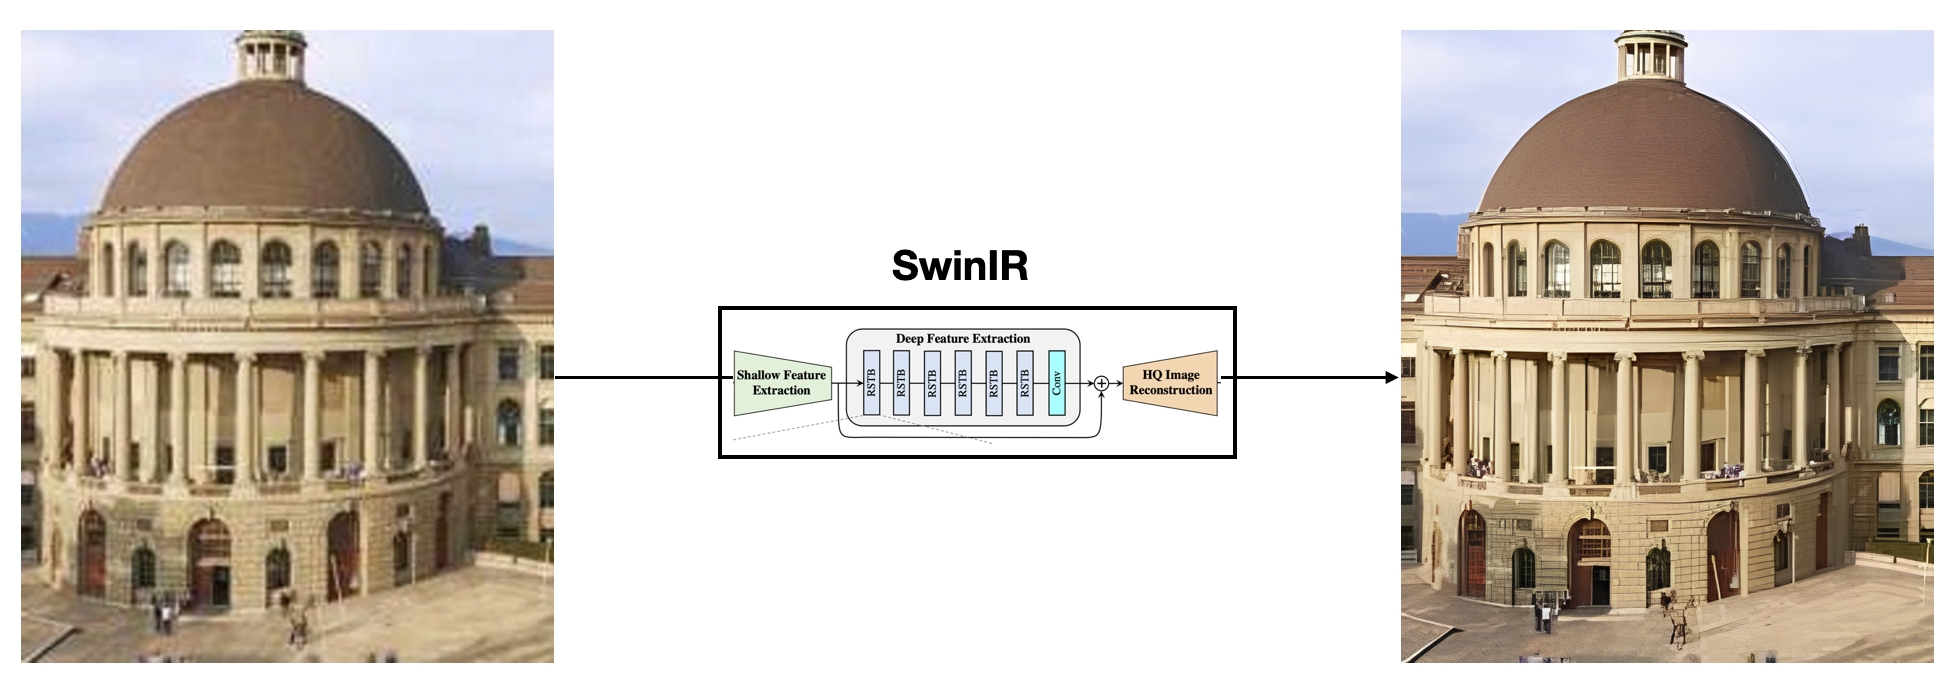 SwinIR
Deep Feature Extraction
Shallow Feature
Extraction
RSTB
RSTB
RSTB
RSTB
RSTB
RSTB
Conv
+
HQ Image
Reconstruction